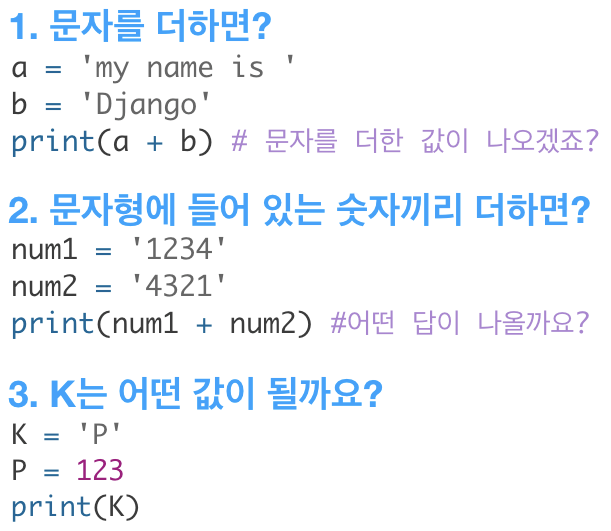 1. 문자를 더하면?
a = 'my name is '
b = 'Django'
print(a + b) # 문자를 더한 값이 나오겠죠?
2. 문자형에 들어 있는 숫자끼리 더하면?
num1 = '1234'
num2 = '4321'
print(num1 + num2) #어떤 답이 나올까요?
3. K는 어떤 값이 될까요?
K = 'P'
P = 123
print(K)